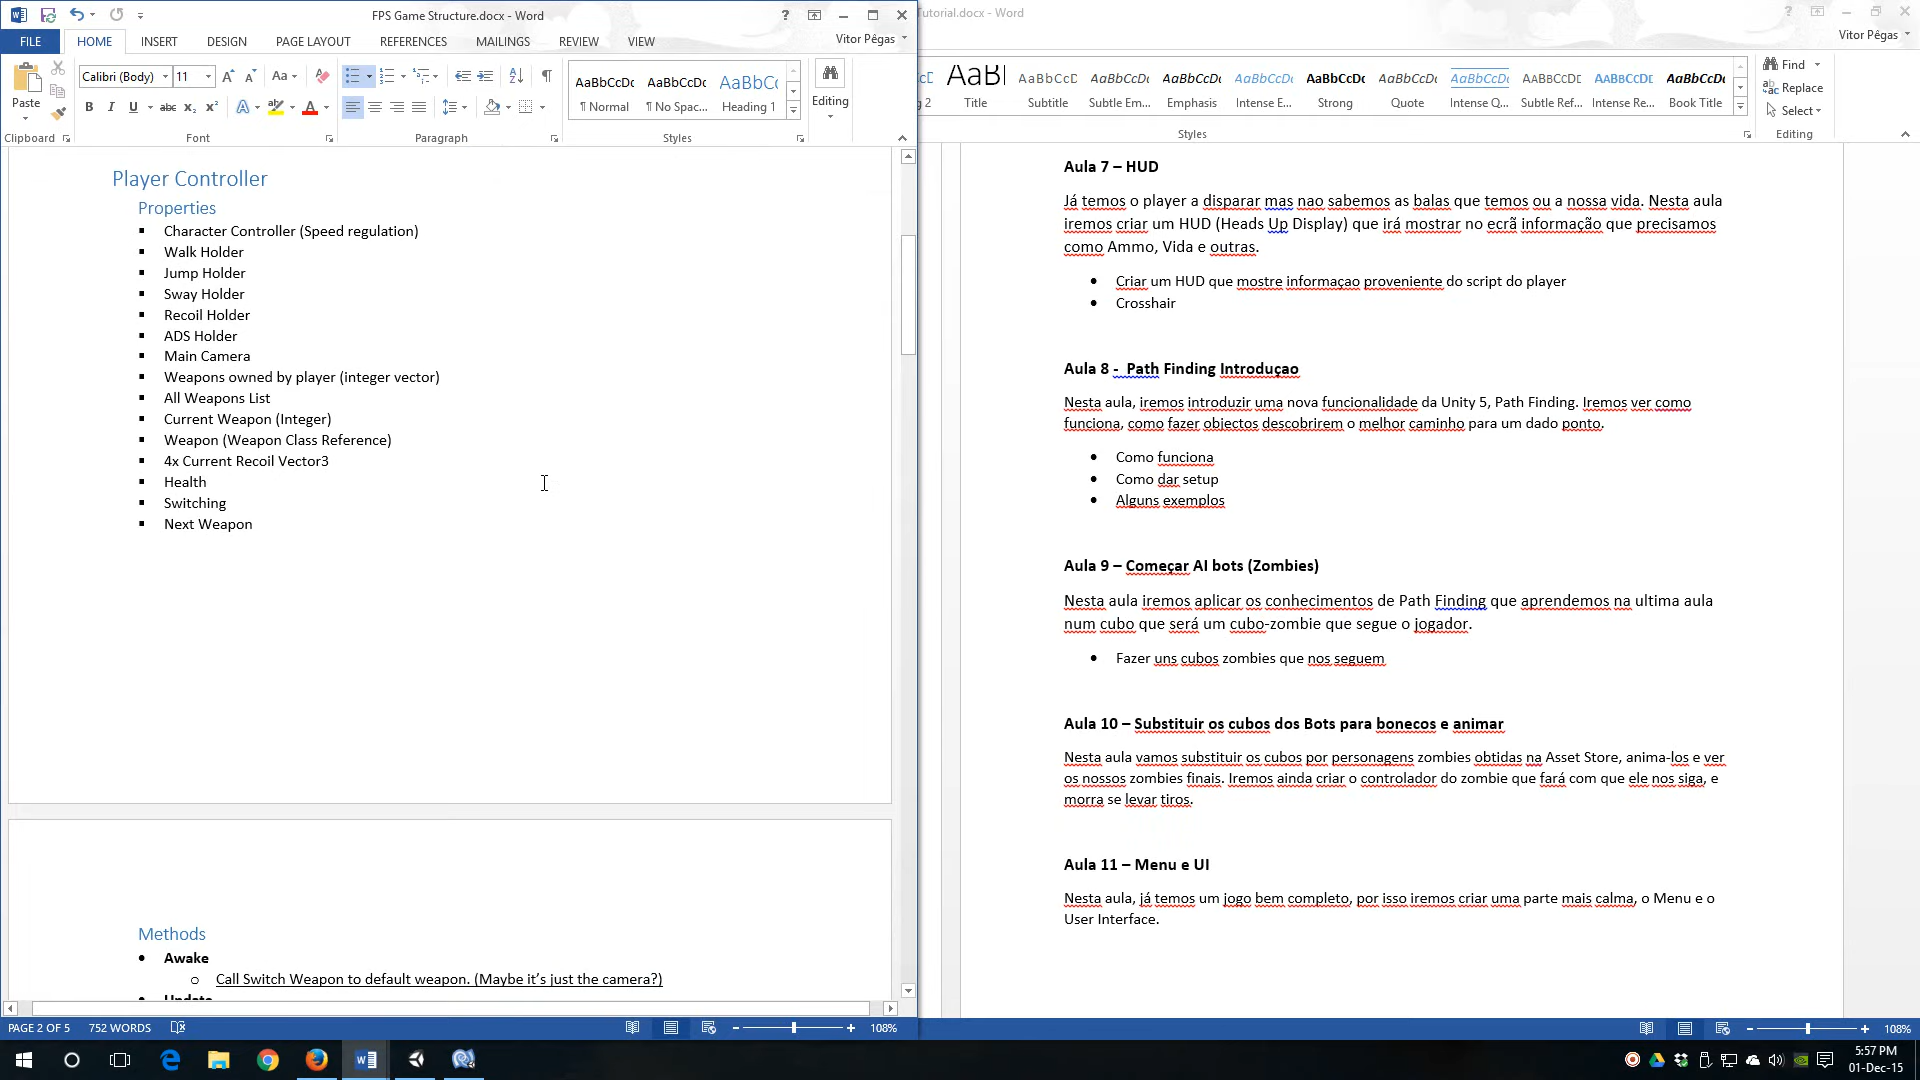 FPS Game Structure.docx - Word
FILE HOME INSERT DESIGN PAGE LAYOUT REFERENCES MAILINGS REVIEW VIEW Vitor Pêgas
Calibri (Body) 11
Paste
Clipboard Font Paragraph Styles
AaBbCcDc AaBbCcDc AaBbCc
¶ Normal ¶ No Spac... Heading 1
Editing
Player Controller
Properties
▪ Character Controller (Speed regulation)
▪ Walk Holder
▪ Jump Holder
▪ Sway Holder
▪ Recoil Holder
▪ ADS Holder
▪ Main Camera
▪ Weapons owned by player (integer vector)
▪ All Weapons List
▪ Current Weapon (Integer)
▪ Weapon (Weapon Class Reference)
▪ 4x Current Recoil Vector3
▪ Health
▪ Switching
▪ Next Weapon
Methods
• Awake
o Call Switch Weapon to default weapon. (Maybe it's just the camera?)
• Update
PAGE 2 OF 5 752 WORDS 108%
utorial.docx - Word
Vitor Pêgas
g 2 Title Subtitle Subtle Em... Emphasis Intense E... Strong Quote Intense Q... Subtle Ref... Intense Re... Book Title
Styles
Find
Replace
Select
Editing
Aula 7 – HUD
Já temos o player a disparar mas nao sabemos as balas que temos ou a nossa vida. Nesta aula
iremos criar um HUD (Heads Up Display) que irá mostrar no ecrã informação que precisamos
como Ammo, Vida e outras.
• Criar um HUD que mostre informaçao proveniente do script do player
• Crosshair
Aula 8 - Path Finding Introduçao
Nesta aula, iremos introduzir uma nova funcionalidade da Unity 5, Path Finding. Iremos ver como
funciona, como fazer objectos descobrirem o melhor caminho para um dado ponto.
• Como funciona
• Como dar setup
• Alguns exemplos
Aula 9 – Começar AI bots (Zombies)
Nesta aula iremos aplicar os conhecimentos de Path Finding que aprendemos na ultima aula
num cubo que será um cubo-zombie que segue o jogador.
• Fazer uns cubos zombies que nos seguem
Aula 10 – Substituir os cubos dos Bots para bonecos e animar
Nesta aula vamos substituir os cubos por personagens zombies obtidas na Asset Store, anima-los e ver
os nossos zombies finais. Iremos ainda criar o controlador do zombie que fará com que ele nos siga, e
morra se levar tiros.
Aula 11 – Menu e UI
Nesta aula, já temos um jogo bem completo, por isso iremos criar uma parte mais calma, o Menu e o
User Interface.
108%
5:57 PM
01-Dec-15